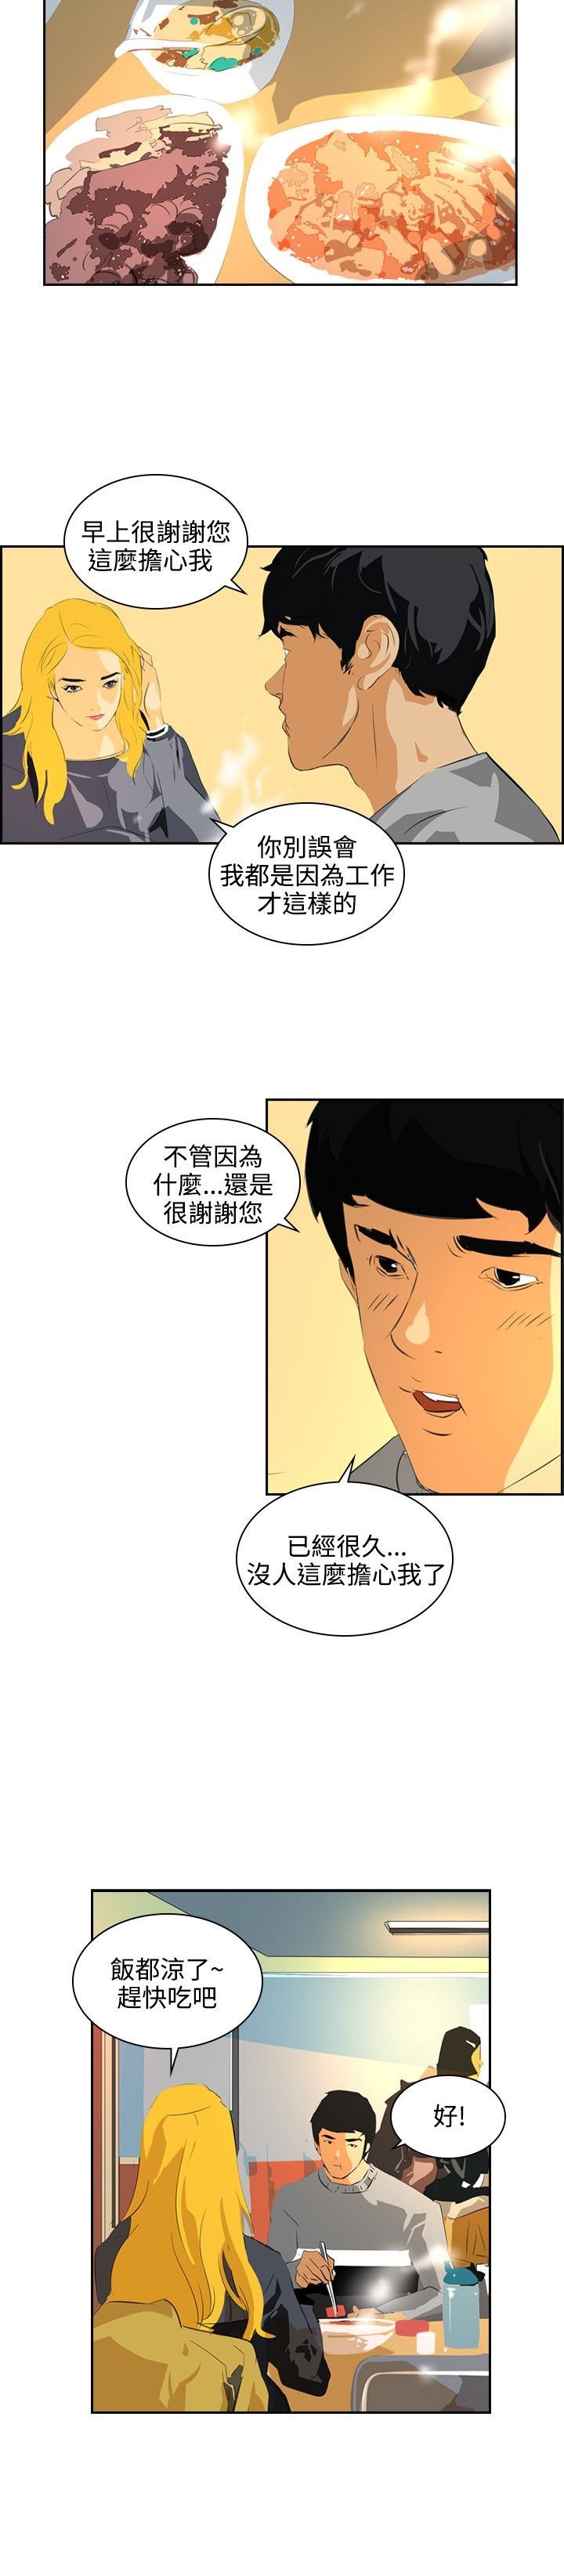 早上很謝謝您
這麼擔心我
你別誤會
我都是因為工作
才這樣的
不管因為
什麼...還是
很謝謝您
已經很久...
沒人這麼擔心我了
飯都涼了~
趕快吃吧
好!